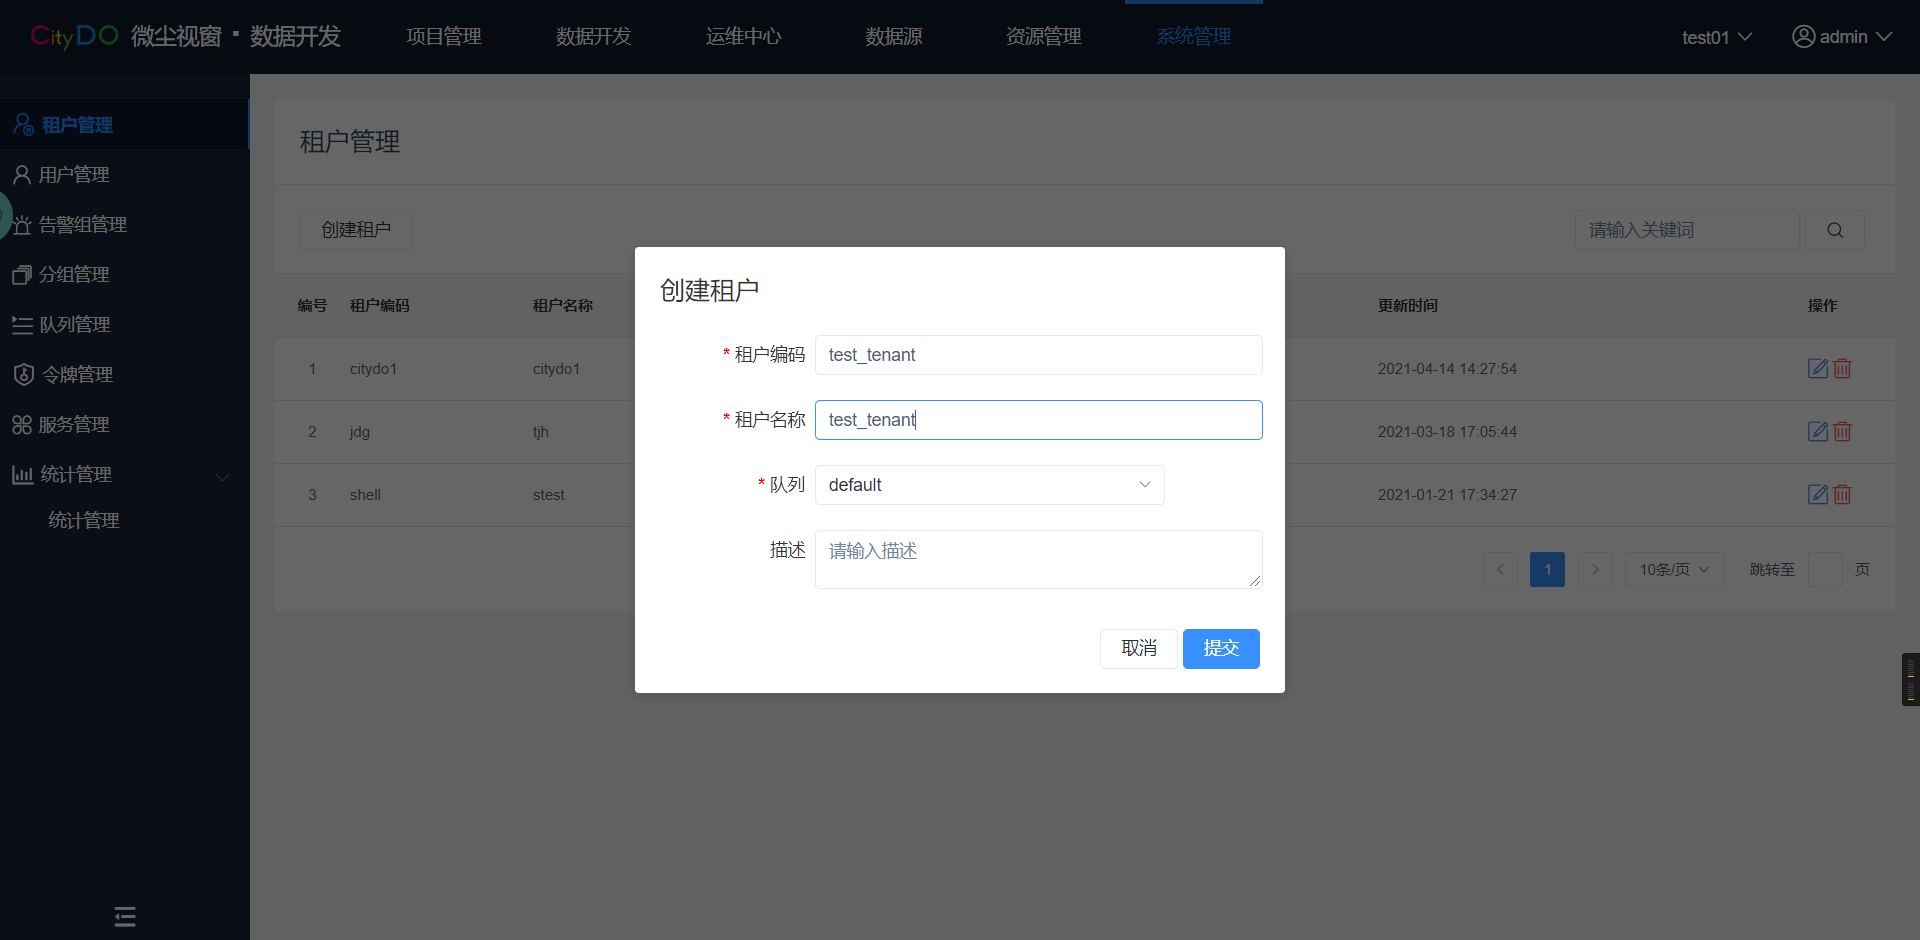 CityDO 微尘视窗 · 数据开发 项目管理 数据开发 运维中心 数据源 资源管理 系统管理 test01 admin
租户管理
用户管理
告警组管理
分组管理
队列管理
令牌管理
服务管理
统计管理
统计管理
租户管理
创建租户 请输入关键词
编号 租户编码 租户名称 更新时间 操作
1 citydo1 citydo1 2021-04-14 14:27:54
2 jdg tjh 2021-03-18 17:05:44
3 shell stest 2021-01-21 17:34:27
1 10条/页 跳转至 页
创建租户
* 租户编码 test_tenant
* 租户名称 test_tenant
* 队列 default
描述 请输入描述
取消 提交